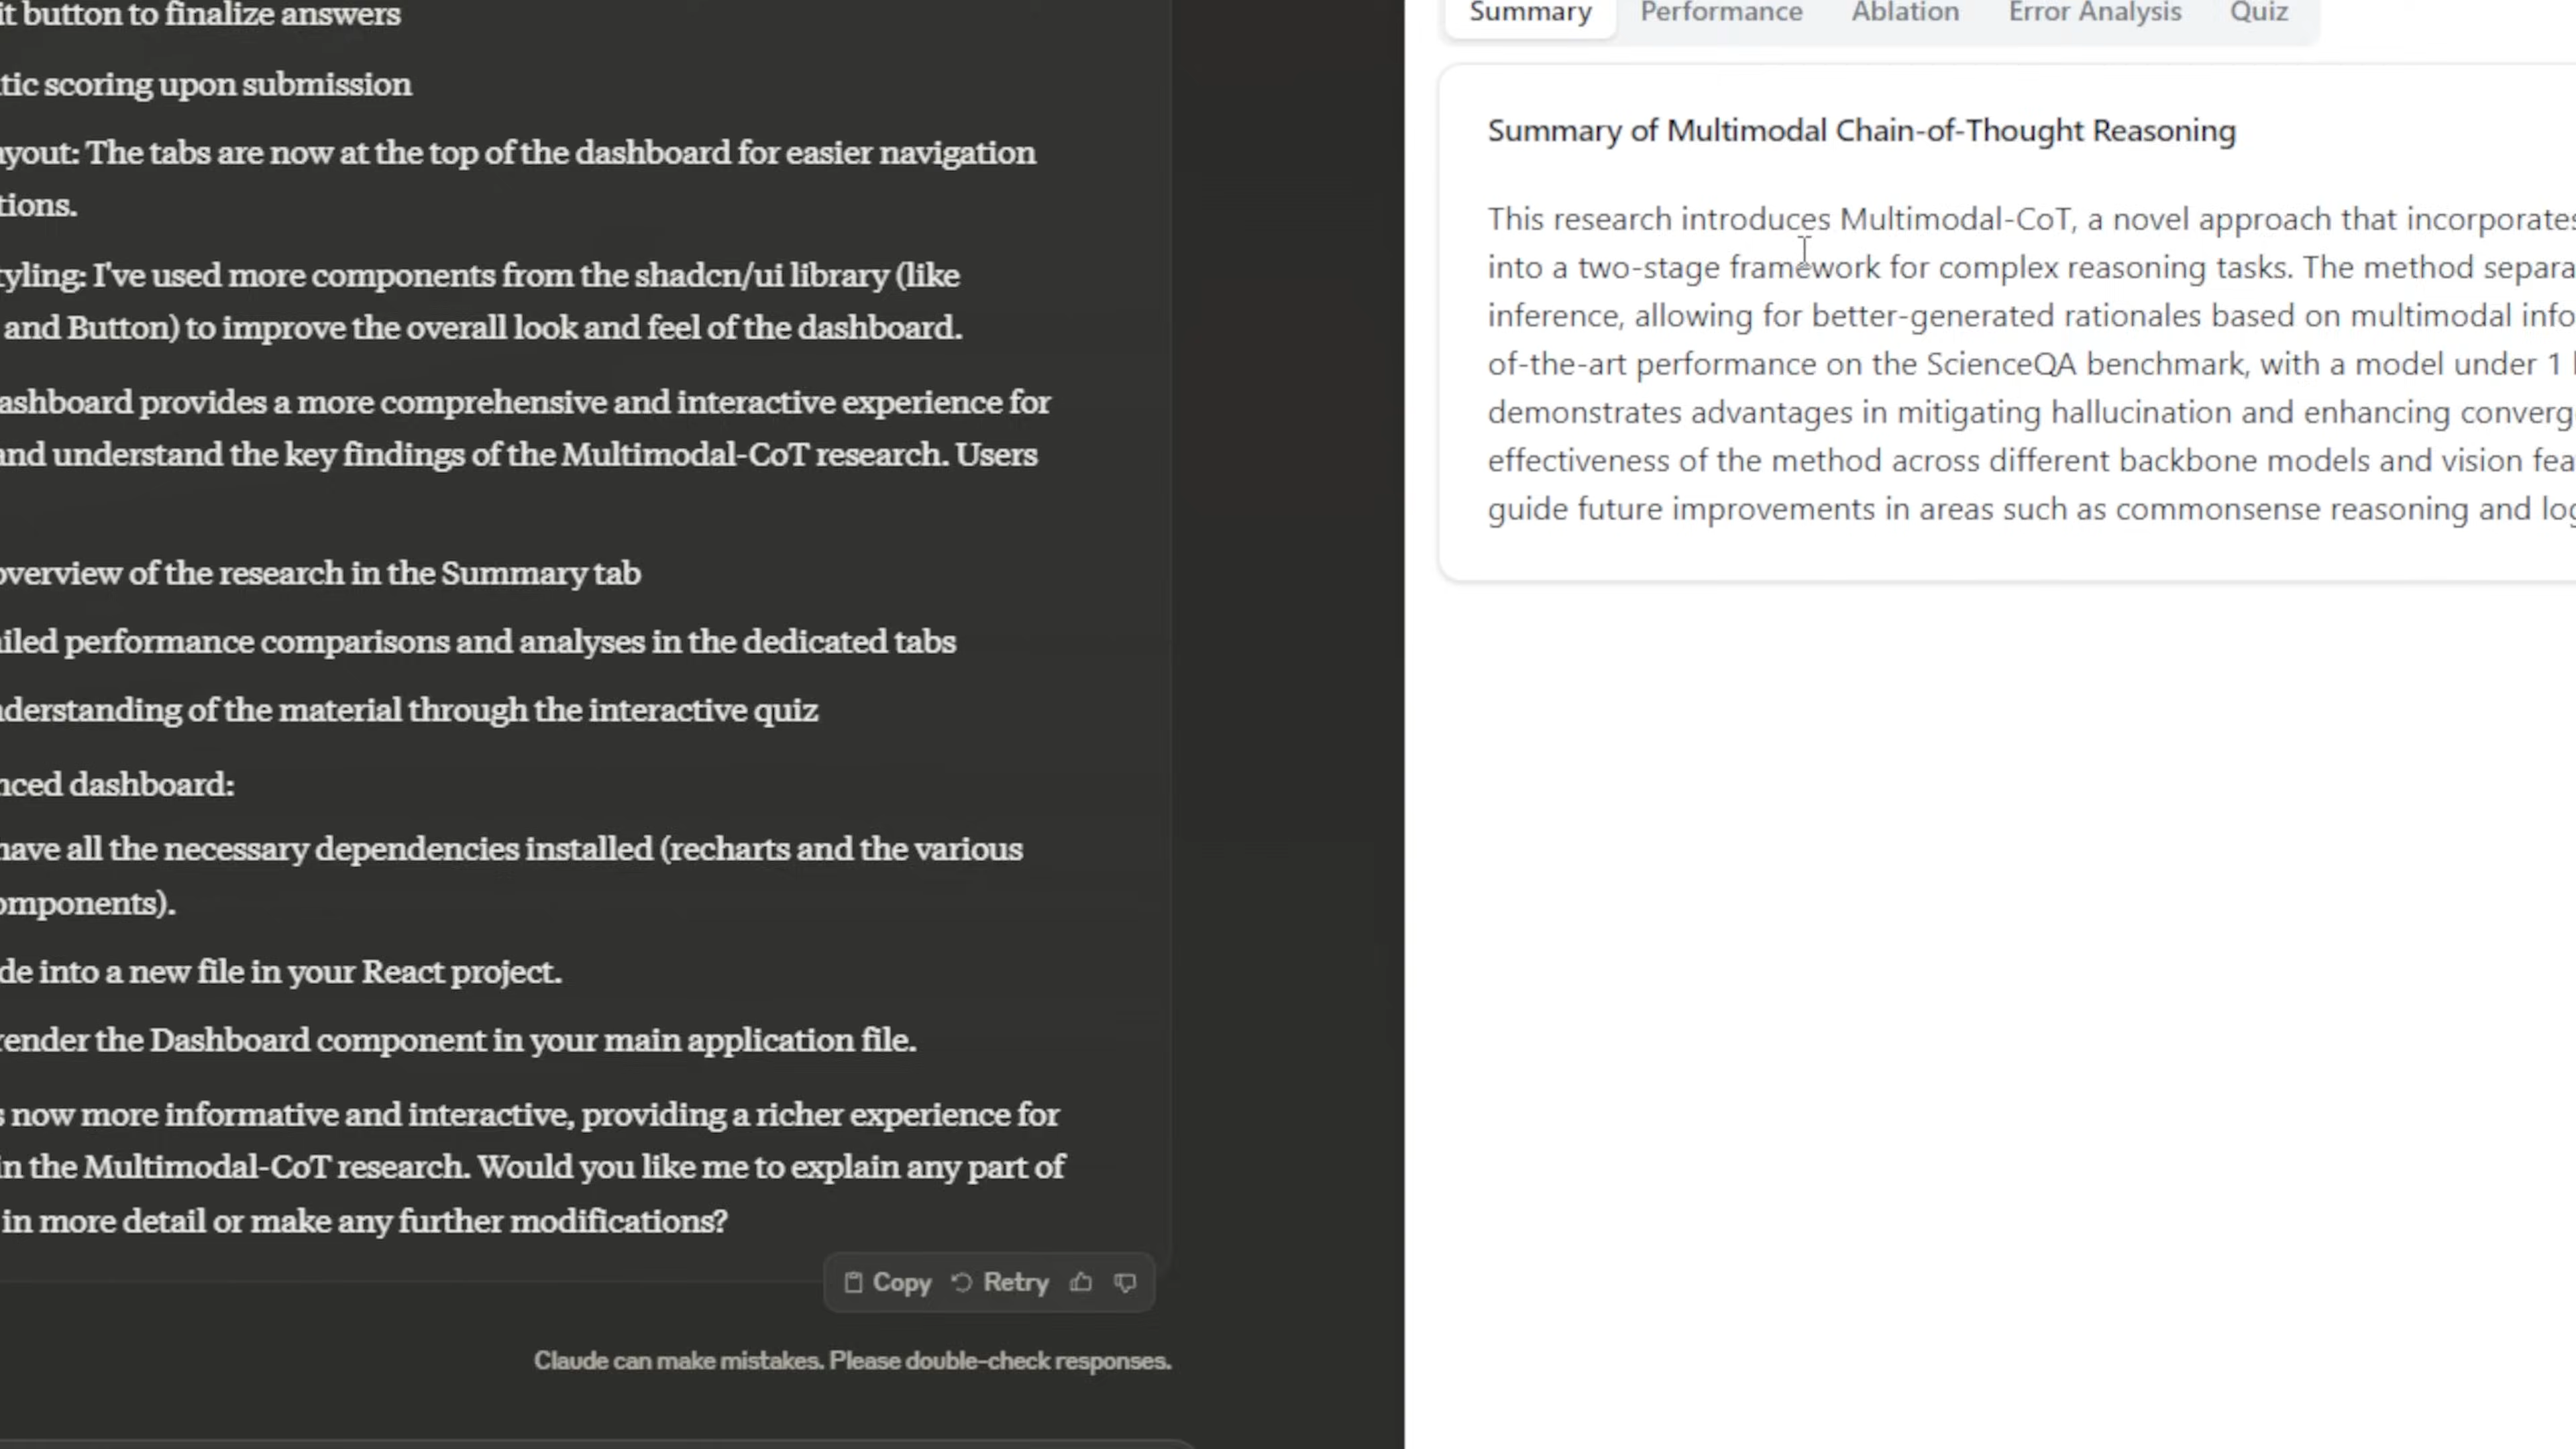 it button to finalize answers
tic scoring upon submission
yout: The tabs are now at the top of the dashboard for easier navigation
tions.
yling: I've used more components from the shadcn/ui library (like
and Button) to improve the overall look and feel of the dashboard.
ashboard provides a more comprehensive and interactive experience for
and understand the key findings of the Multimodal-CoT research. Users
overview of the research in the Summary tab
iled performance comparisons and analyses in the dedicated tabs
nderstanding of the material through the interactive quiz
nced dashboard:
have all the necessary dependencies installed (recharts and the various
omponents).
de into a new file in your React project.
render the Dashboard component in your main application file.
s now more informative and interactive, providing a richer experience for
in the Multimodal-CoT research. Would you like me to explain any part of
in more detail or make any further modifications?
Copy Retry
Claude can make mistakes. Please double-check responses.
Summary Performance Ablation Error Analysis Quiz
Summary of Multimodal Chain-of-Thought Reasoning
This research introduces Multimodal-CoT, a novel approach that incorporates
into a two-stage framework for complex reasoning tasks. The method separa
inference, allowing for better-generated rationales based on multimodal info
of-the-art performance on the ScienceQA benchmark, with a model under 1
demonstrates advantages in mitigating hallucination and enhancing converg
effectiveness of the method across different backbone models and vision fea
guide future improvements in areas such as commonsense reasoning and log